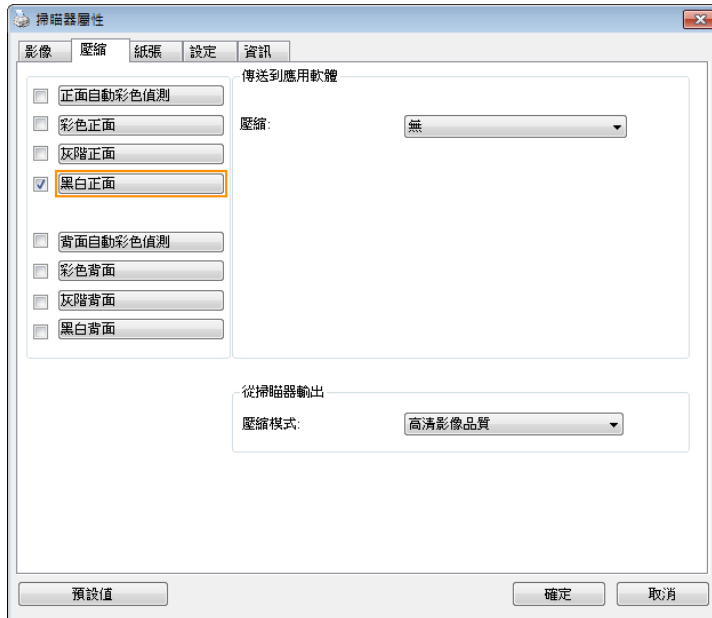 掃瞄器屬性
影像 壓縮 紙張 設定 資訊
正面自動彩色偵測
彩色正面
灰階正面
黑白正面
背面自動彩色偵測
彩色背面
灰階背面
黑白背面
傳送到應用軟體
壓縮: 無
從掃瞄器輸出
壓縮模式: 高清影像品質
預設值 確定 取消